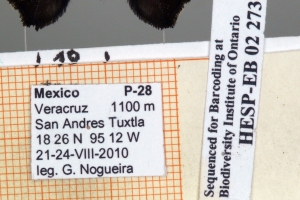 10
Mexico P-28
Veracruz 1100 m
San Andres Tuxtla
18 26 N 95 12 W
21-24-VIII-2010
leg. G. Nogueira
Sequenced for Barcoding at
Biodiversity Institute of Ontario
HESP-EB 02 273